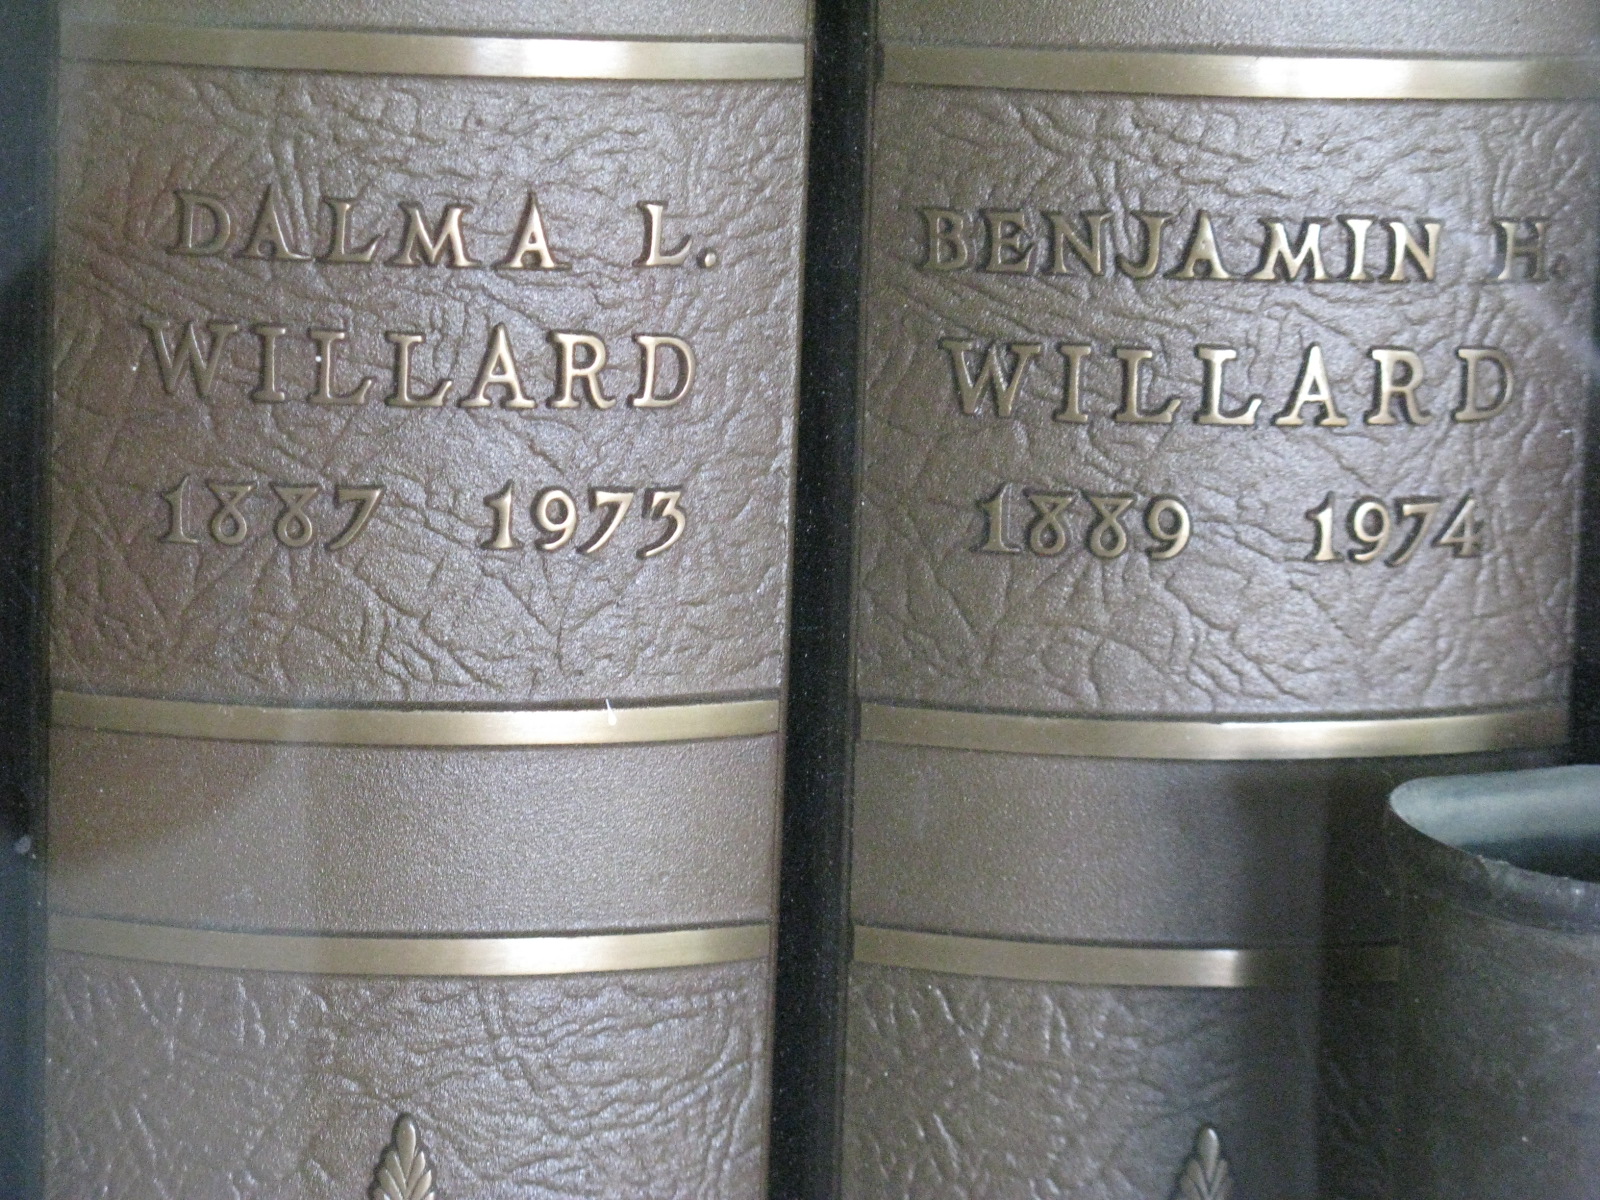 DALMA L.
WILLARD
1887 1973
BENJAMIN H.
WILLARD
1889 1974